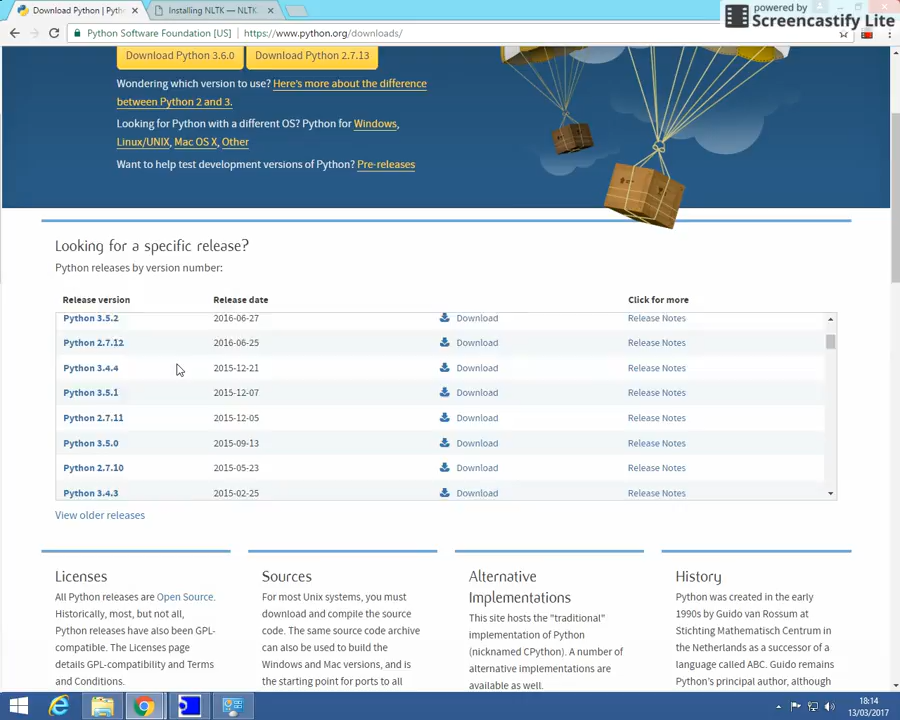 Download Python | Pyth
Installing NLTK — NLTK
powered by
Screencastify Lite
Python Software Foundation [US]
https://www.python.org/downloads/
Download Python 3.6.0
Download Python 2.7.13
Wondering which version to use? Here's more about the difference
between Python 2 and 3.
Looking for Python with a different OS? Python for Windows,
Linux/UNIX, Mac OS X, Other
Want to help test development versions of Python? Pre-releases
Looking for a specific release?
Python releases by version number:
Release version Release date Click for more
Python 3.5.2 2016-06-27 Download Release Notes
Python 2.7.12 2016-06-25 Download Release Notes
Python 3.4.4 2015-12-21 Download Release Notes
Python 3.5.1 2015-12-07 Download Release Notes
Python 2.7.11 2015-12-05 Download Release Notes
Python 3.5.0 2015-09-13 Download Release Notes
Python 2.7.10 2015-05-23 Download Release Notes
Python 3.4.3 2015-02-25 Download Release Notes
View older releases
Licenses
All Python releases are Open Source.
Historically, most, but not all,
Python releases have also been GPL-
compatible. The Licenses page
details GPL-compatibility and Terms
and Conditions.
Sources
For most Unix systems, you must
download and compile the source
code. The same source code archive
can also be used to build the
Windows and Mac versions, and is
the starting point for ports to all
Alternative
Implementations
This site hosts the "traditional"
implementation of Python
(nicknamed CPython). A number of
alternative implementations are
available as well.
History
Python was created in the early
1990s by Guido van Rossum at
Stichting Mathematisch Centrum in
the Netherlands as a successor of a
language called ABC. Guido remains
Python's principal author, although
18:14
13/03/2017